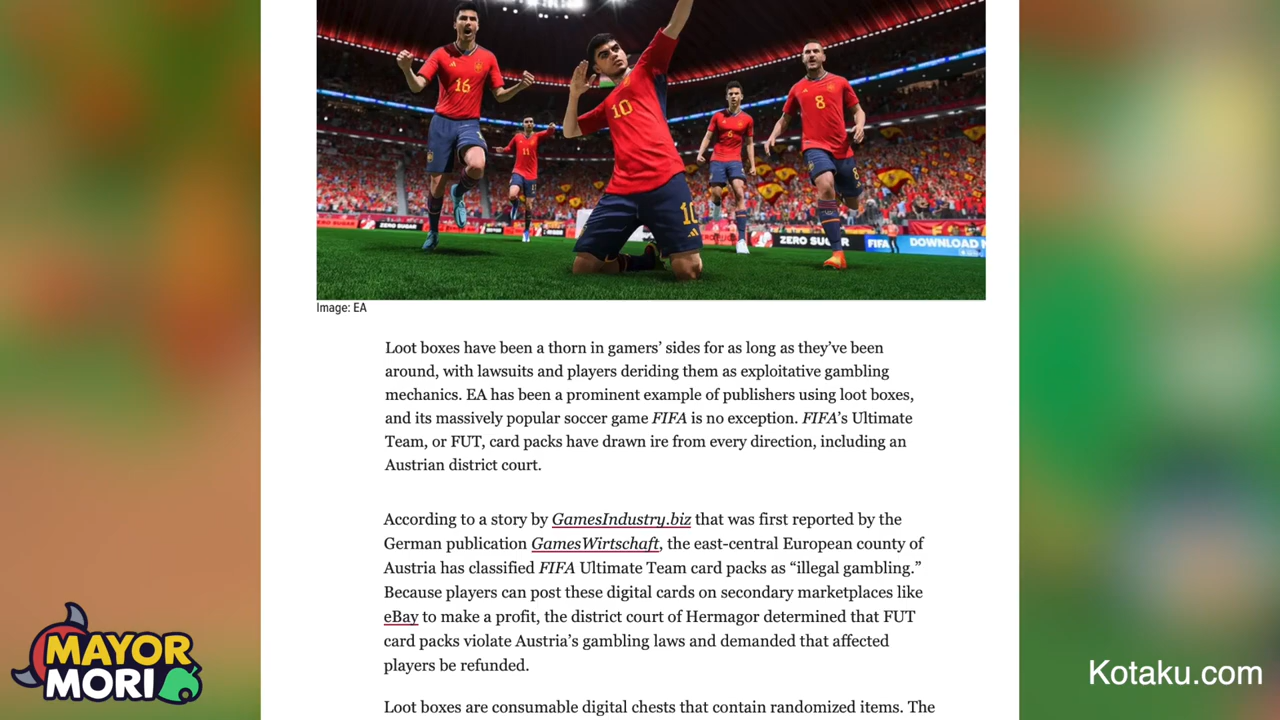 16
11
10
10
6
8
8
ZERO SUGAR
ZERO SUGAR
FIFA
DOWNLOAD
Image: EA
Loot boxes have been a thorn in gamers’ sides for as long as they’ve been
around, with lawsuits and players deriding them as exploitative gambling
mechanics. EA has been a prominent example of publishers using loot boxes,
and its massively popular soccer game FIFA is no exception. FIFA’s Ultimate
Team, or FUT, card packs have drawn ire from every direction, including an
Austrian district court.
According to a story by GamesIndustry.biz that was first reported by the
German publication GamesWirtschaft, the east-central European county of
Austria has classified FIFA Ultimate Team card packs as “illegal gambling.”
Because players can post these digital cards on secondary marketplaces like
eBay to make a profit, the district court of Hermagor determined that FUT
card packs violate Austria’s gambling laws and demanded that affected
players be refunded.
Loot boxes are consumable digital chests that contain randomized items. The
MAYOR
MORI
Kotaku.com